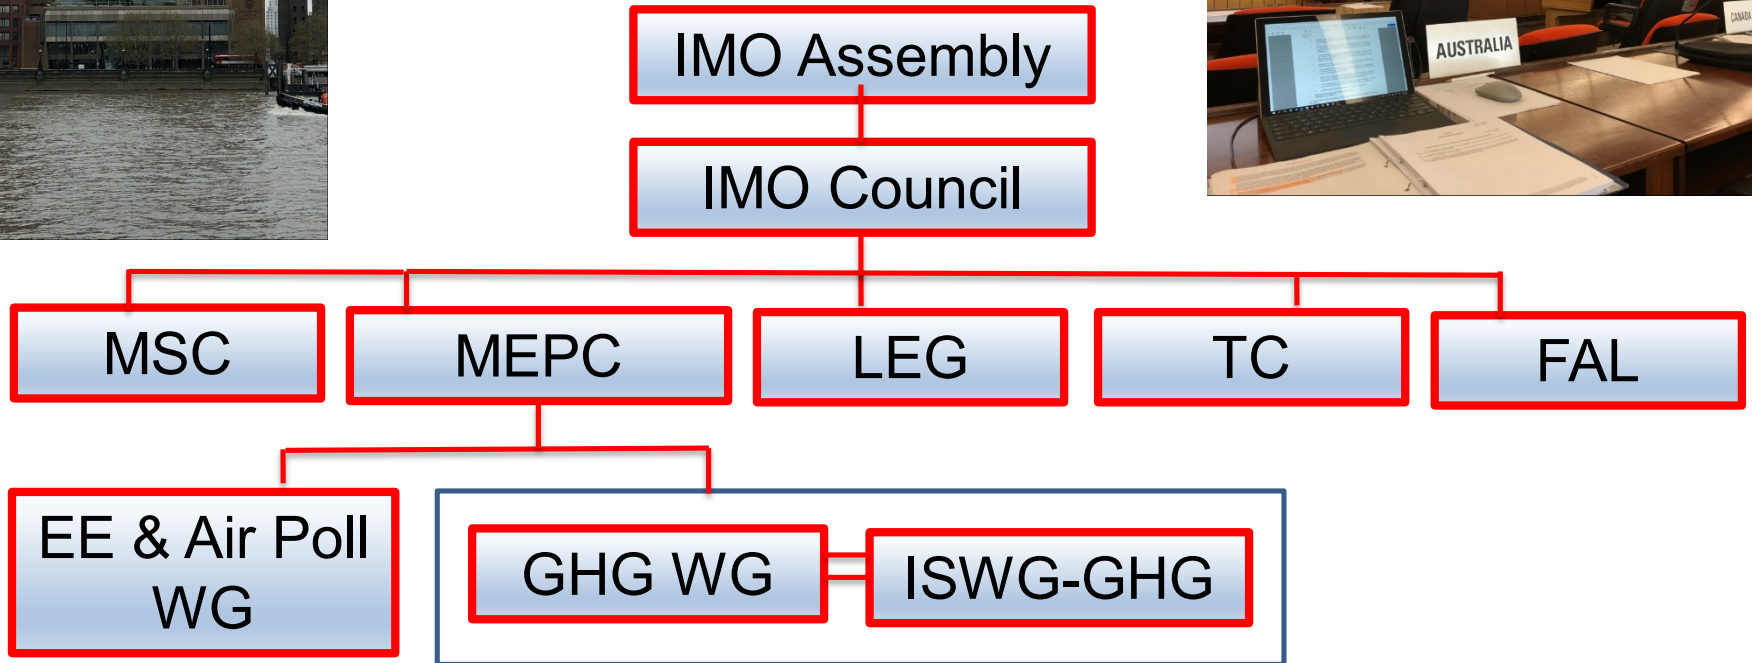 IMO Assembly
AUSTRALIA
CANADA
IMO Council
MSC
MEPC
LEG
TC
FAL
EE & Air Poll
WG
GHG WG
ISWG-GHG